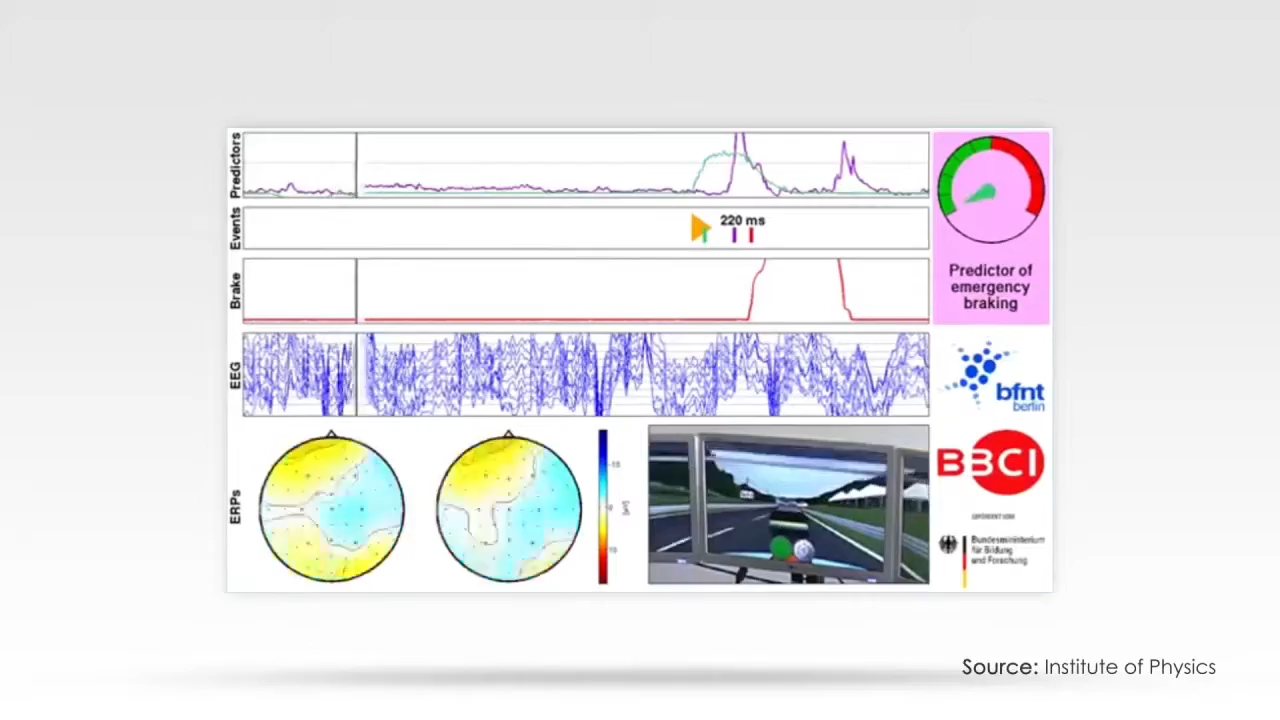 Predictors
Events
220 ms
Brake
EEG
ERPs
Predictor of
emergency
braking
bfnt
berlin
BBCI
Bundesministerium
für Bildung
und Forschung
Source: Institute of Physics